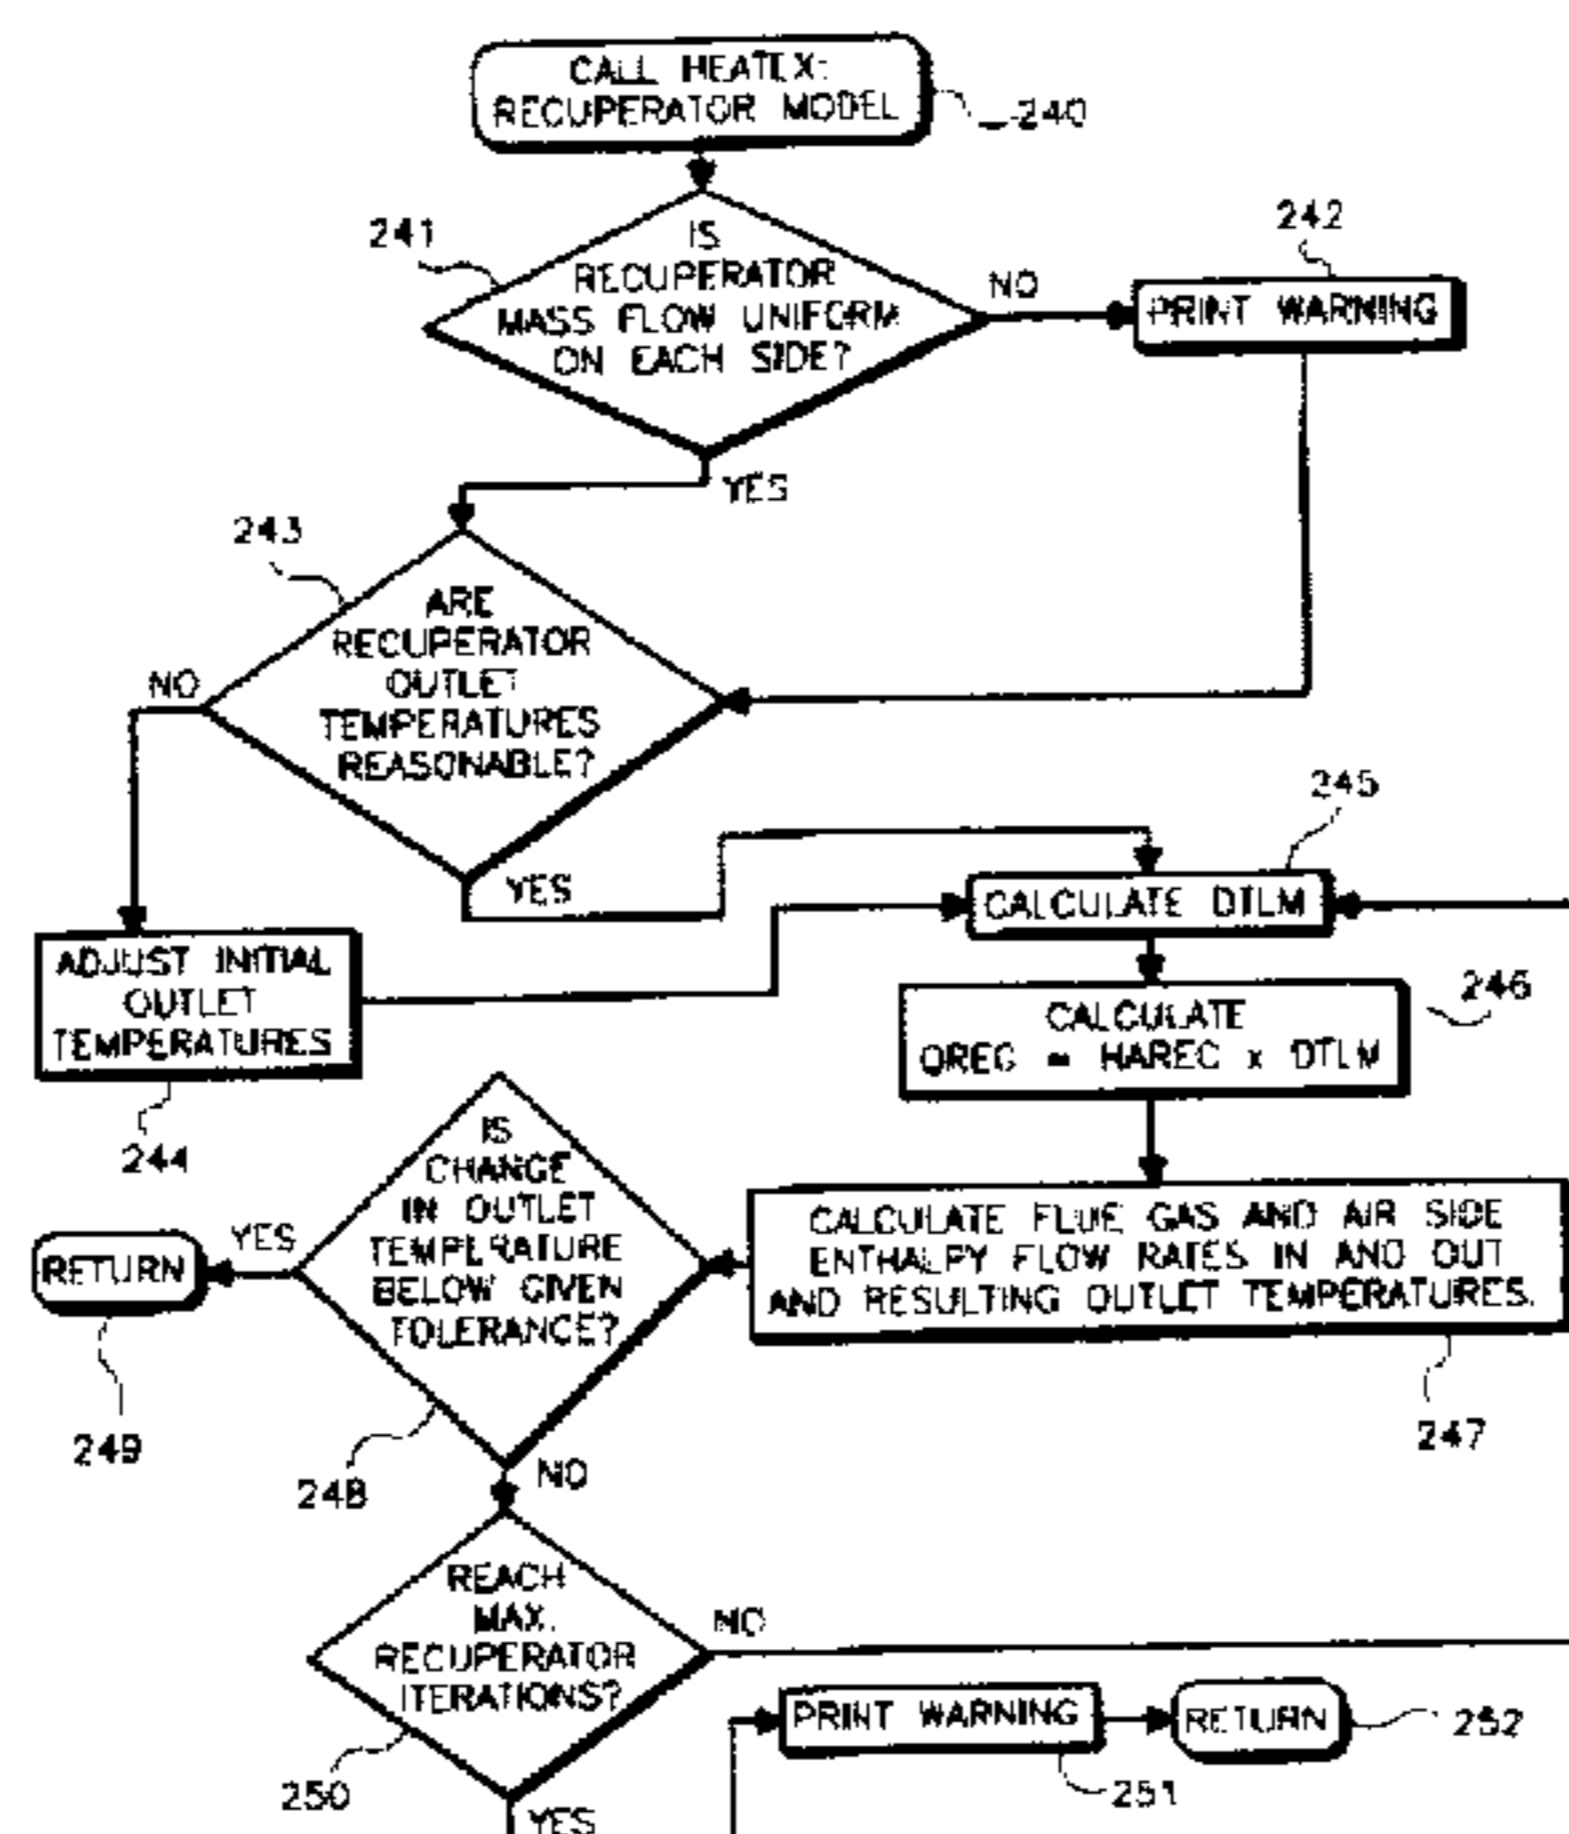 CALL HEATEX:
RECUPERATOR MODEL
240
241
IS
RECUPERATOR
MASS FLOW UNIFORM
ON EACH SIDE?
NO
242
PRINT WARNING
YES
243
ARE
RECUPERATOR
OUTLET
TEMPERATURES
REASONABLE?
NO
YES
245
CALCULATE DTLM
ADJUST INITIAL
OUTLET
TEMPERATURES
244
246
CALCULATE
QREG = HAREC x DTLM
IS
CHANGE
IN OUTLET
TEMPERATURE
BELOW GIVEN
TOLERANCE?
YES
RETURN
249
248
CALCULATE FLUE GAS AND AIR SIDE
ENTHALPY FLOW RATES IN AND OUT
AND RESULTING OUTLET TEMPERATURES.
247
NO
REACH
MAX.
RECUPERATOR
ITERATIONS?
NO
250
YES
PRINT WARNING
251
RETURN
252